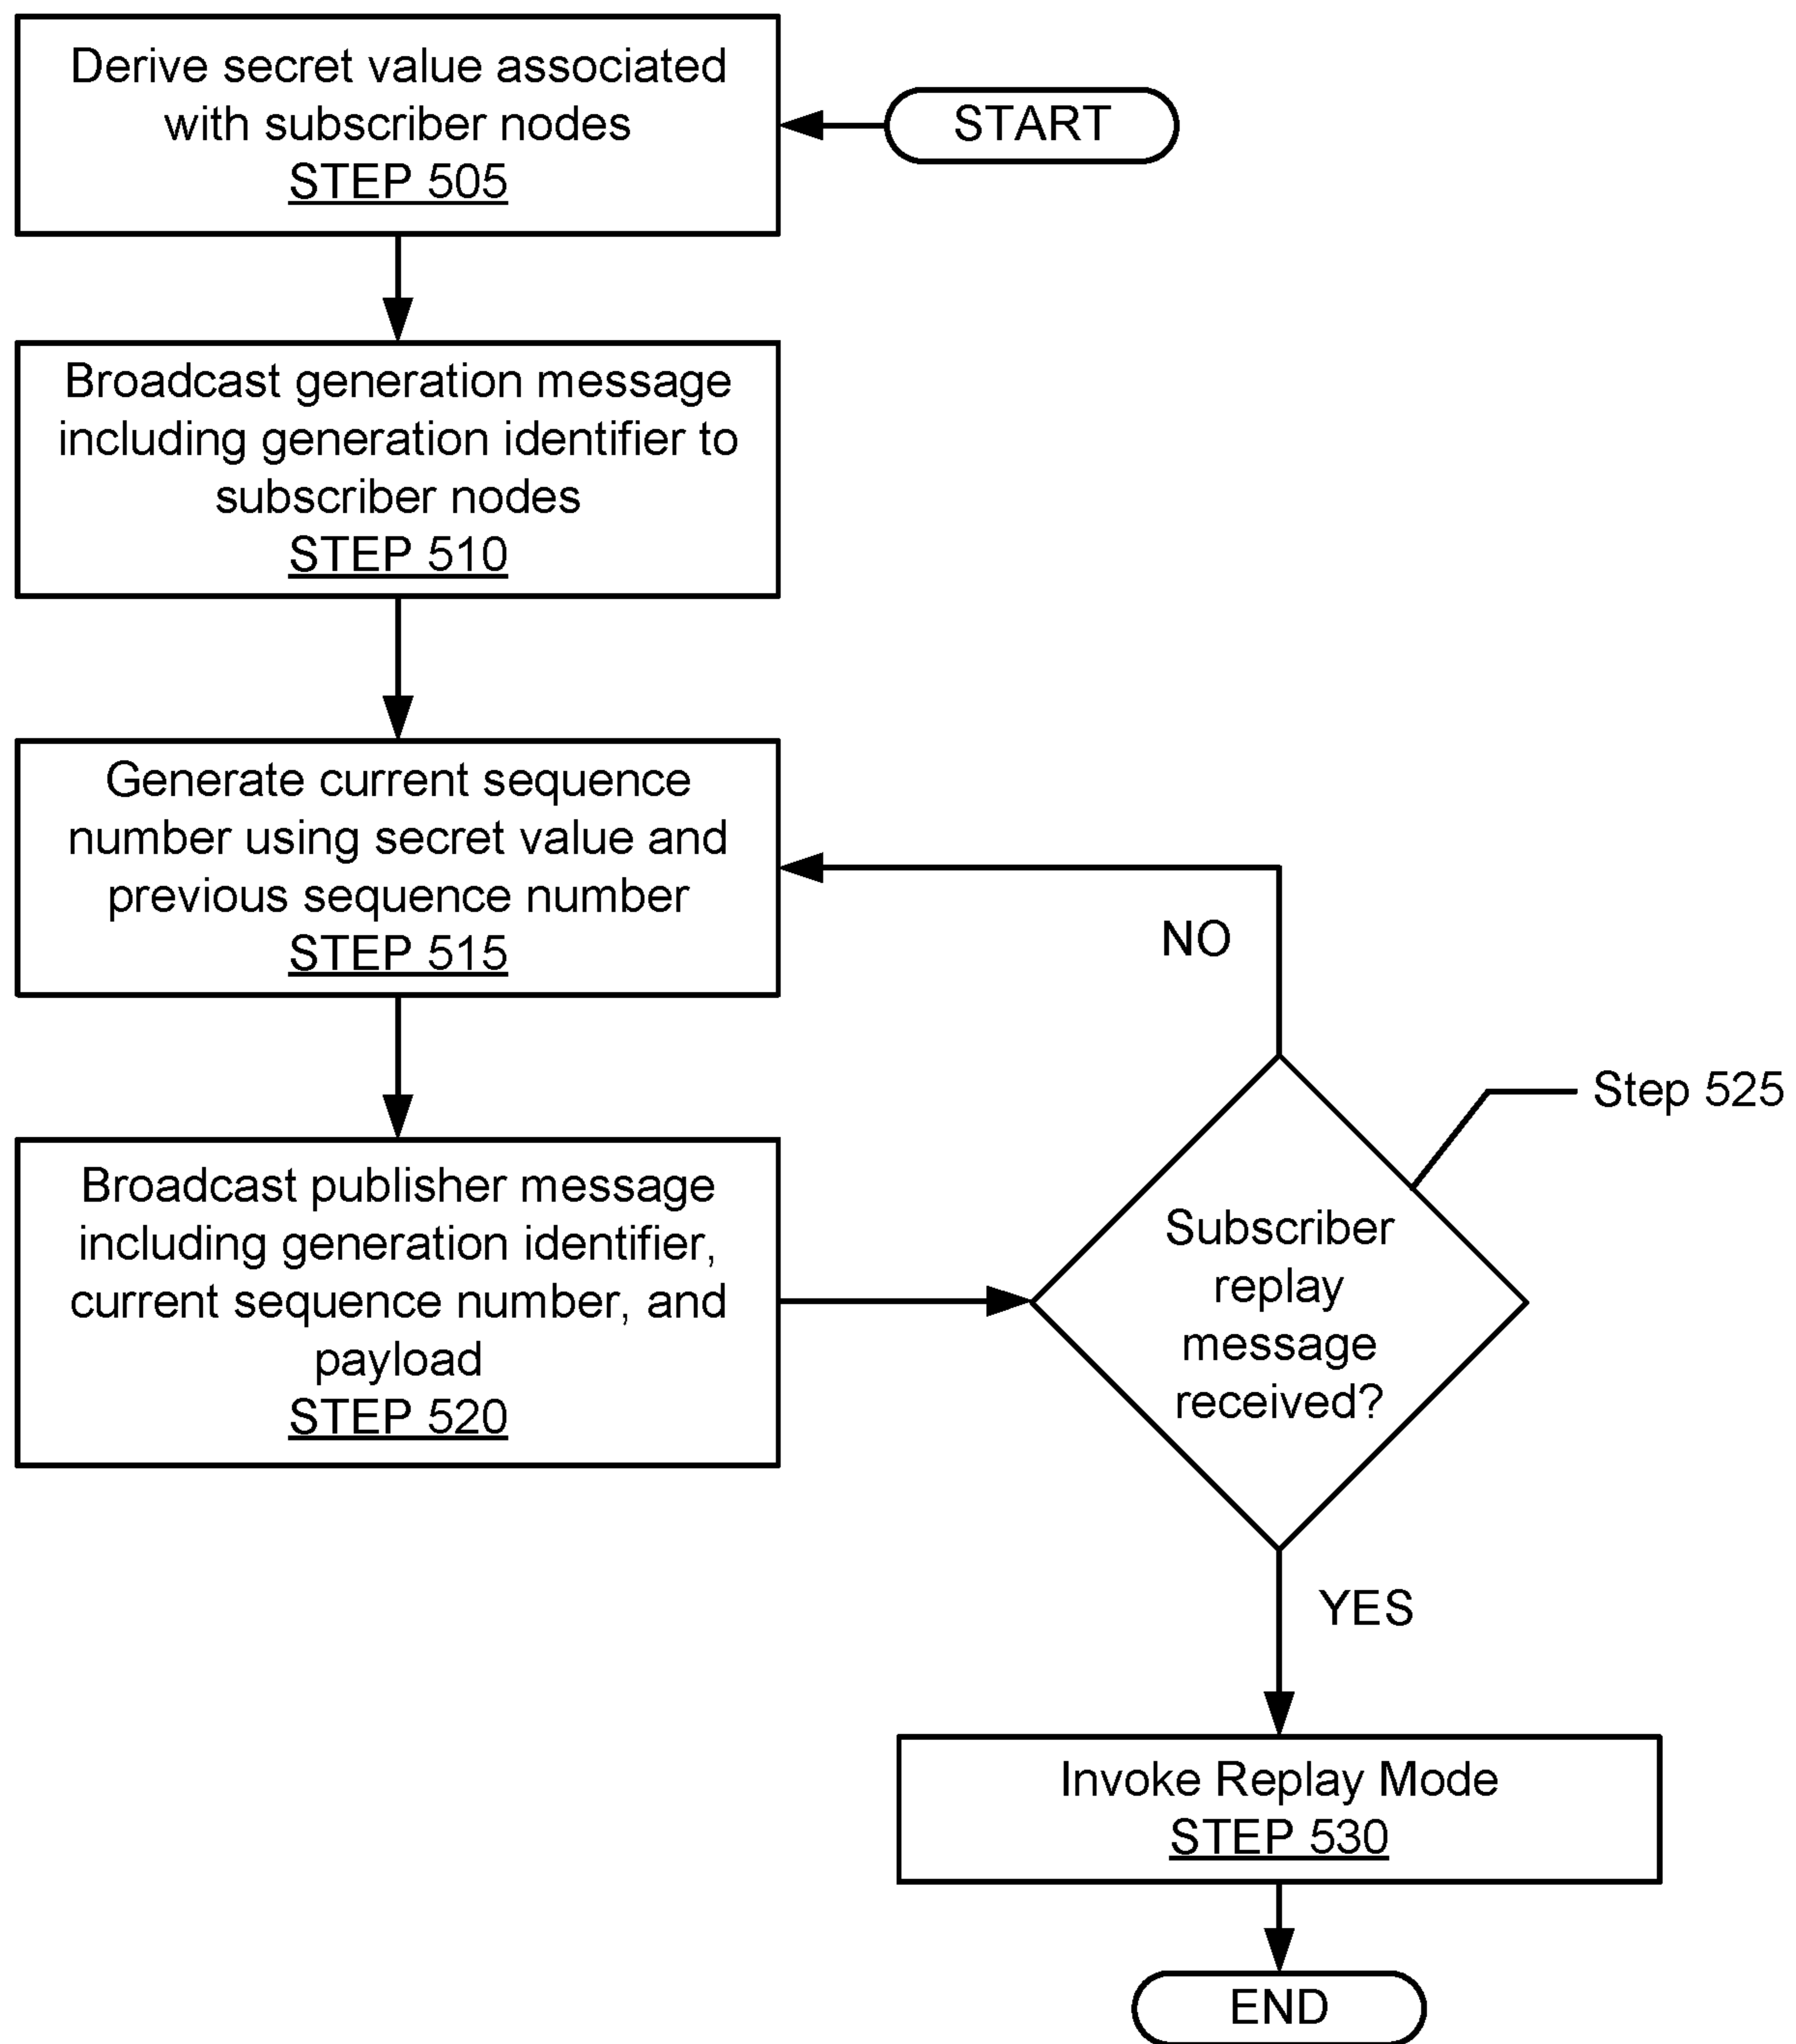 START
Derive secret value associated
with subscriber nodes
STEP 505
Broadcast generation message
including generation identifier to
subscriber nodes
STEP 510
Generate current sequence
number using secret value and
previous sequence number
STEP 515
NO
Step 525
Broadcast publisher message
including generation identifier,
current sequence number, and
payload
STEP 520
Subscriber
replay
message
received?
YES
Invoke Replay Mode
STEP 530
END